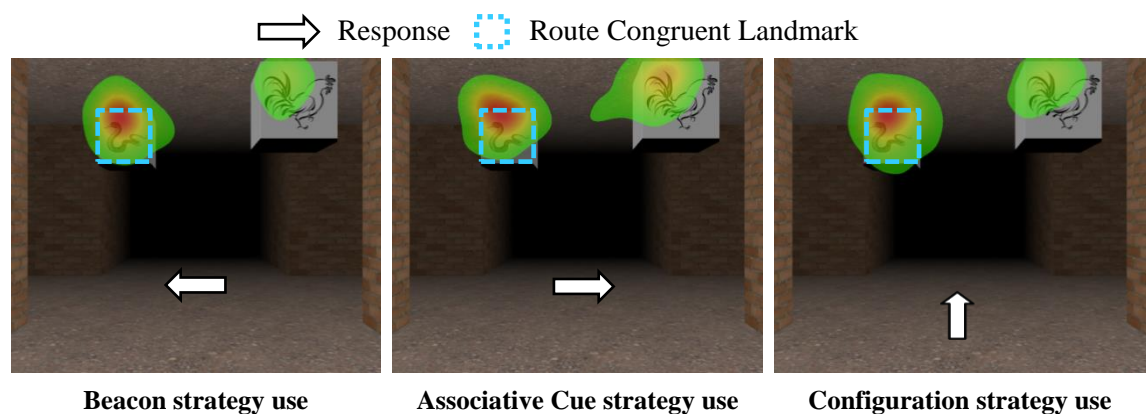 Response Route Congruent Landmark
Beacon strategy use Associative Cue strategy use Configuration strategy use